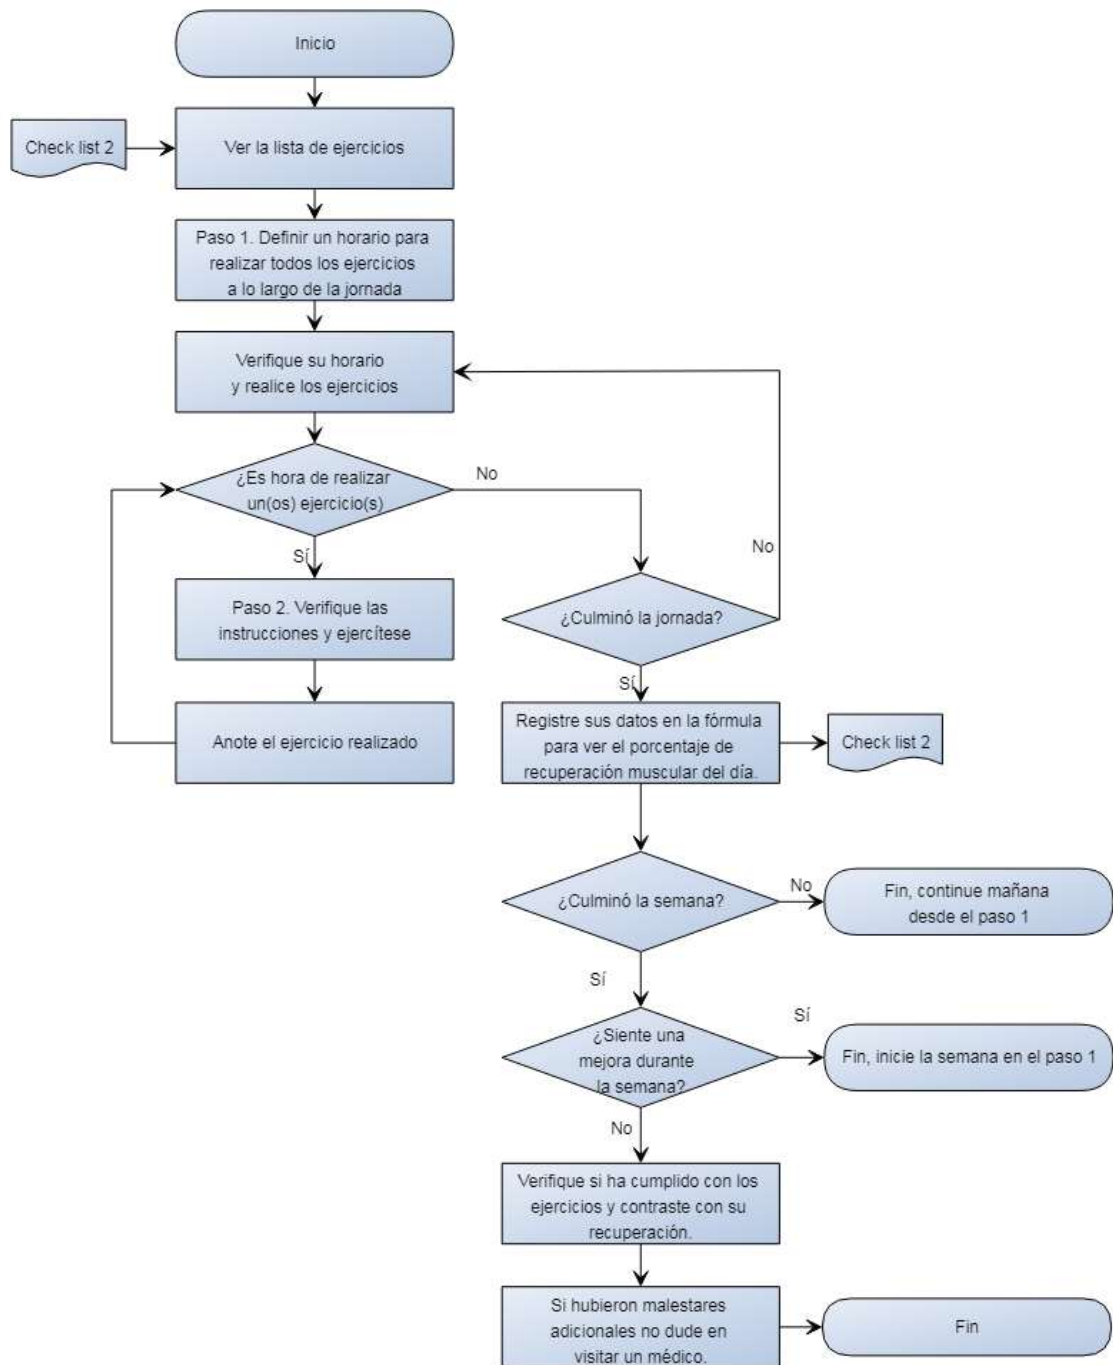 Inicio
Check list 2
Ver la lista de ejercicios
Paso 1. Definir un horario para
realizar todos los ejercicios
a lo largo de la jornada
Verifique su horario
y realice los ejercicios
¿Es hora de realizar
un(os) ejercicio(s)
No
Sí
No
Paso 2. Verifique las
instrucciones y ejercítese
¿Culminó la jornada?
Sí
Anote el ejercicio realizado
Registre sus datos en la fórmula
para ver el porcentaje de
recuperación muscular del día.
Check list 2
¿Culminó la semana?
No
Fin, continue mañana
desde el paso 1
Sí
¿Siente una
mejora durante
la semana?
Sí
Fin, inicie la semana en el paso 1
No
Verifique si ha cumplido con los
ejercicios y contraste con su
recuperación.
Si hubieron malestares
adicionales no dude en
visitar un médico.
Fin